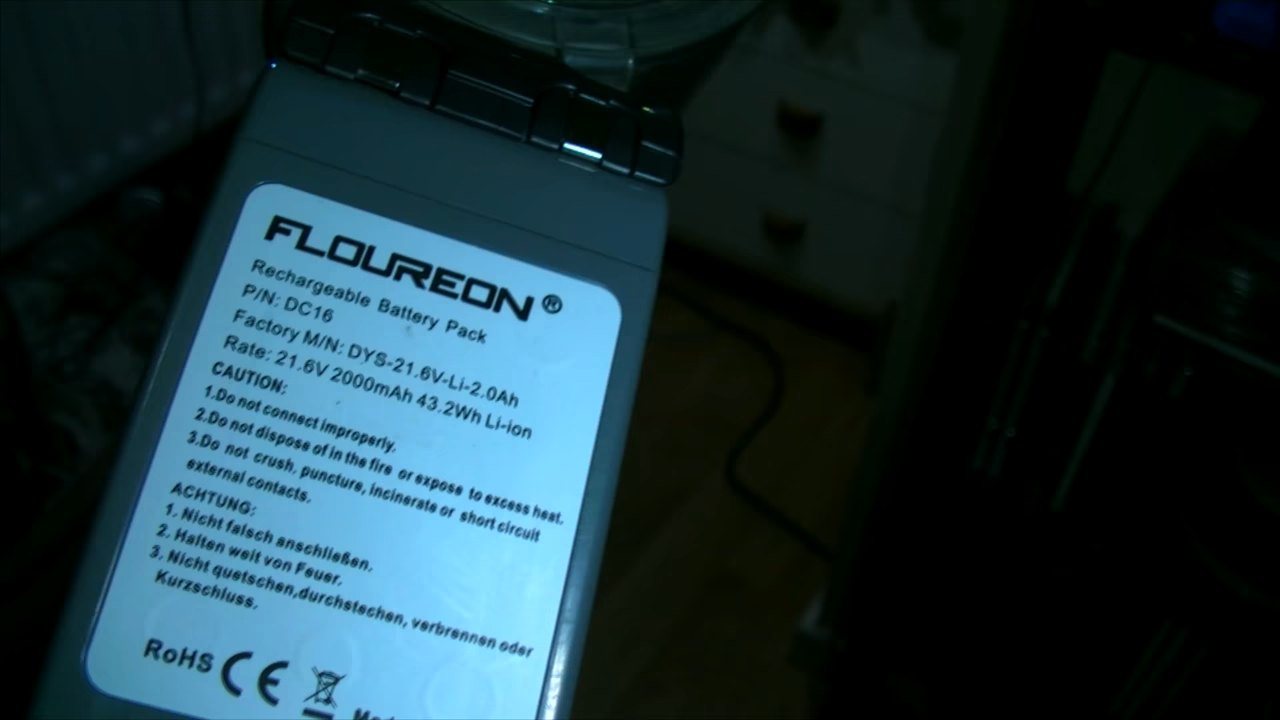 FLOUREON®
Rechargeable Battery Pack
P/N: DC16
Factory M/N: DYS-21.6V-Li-2.0Ah
Rate: 21.6V 2000mAh 43.2Wh Li-ion
CAUTION:
1.Do not connect improperly.
2.Do not dispose of in the fire or expose to excess heat.
3.Do not crush, puncture, incinerate or short circuit
external contacts.
ACHTUNG:
1. Nicht falsch anschließen.
2. Halten weit von Feuer.
3. Nicht quetschen,durchstechen, verbrennen oder
Kurzschluss.
RoHS CE